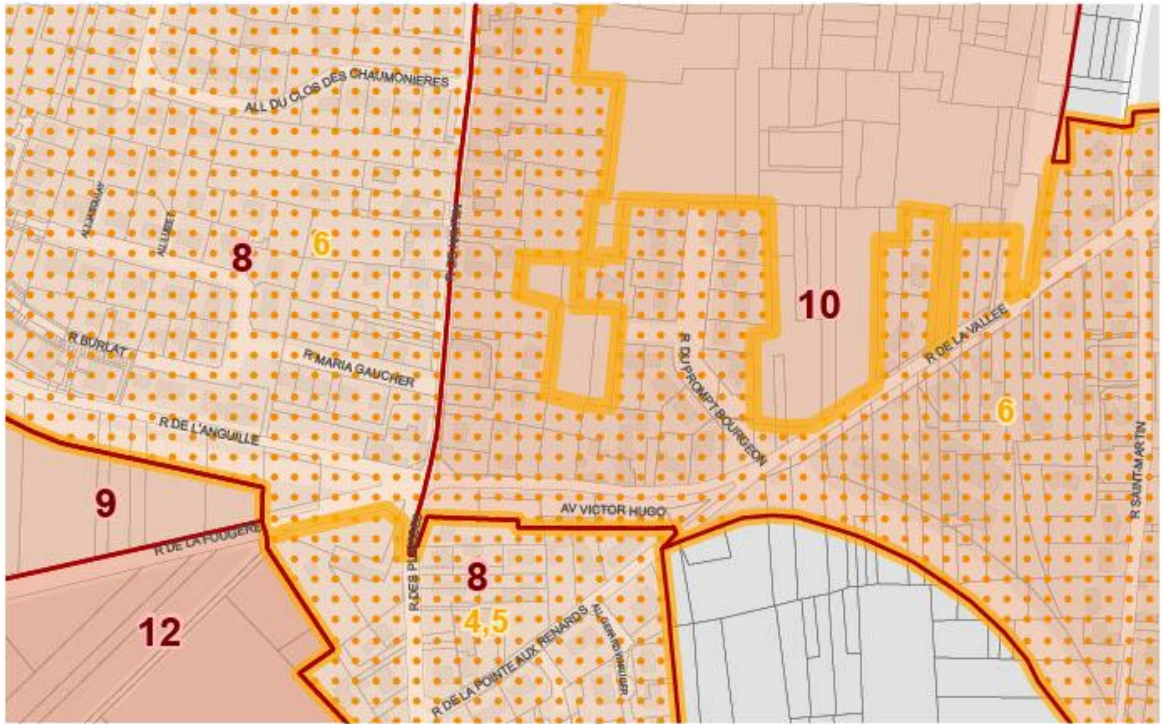 ALL DU CLOS DES CHAUMONIERES
8
6
10
R BURLAT
R MARIA GAUCHER
R DU PROMPT BOURGEON
R DE LA VALLEE
6
R DE L'ANGUILLE
R SAINT-MARTIN
9
AV VICTOR HUGO
R DE LA FOUGERE
8
4,5
12
R DE LA POINTE AUX RENARDS